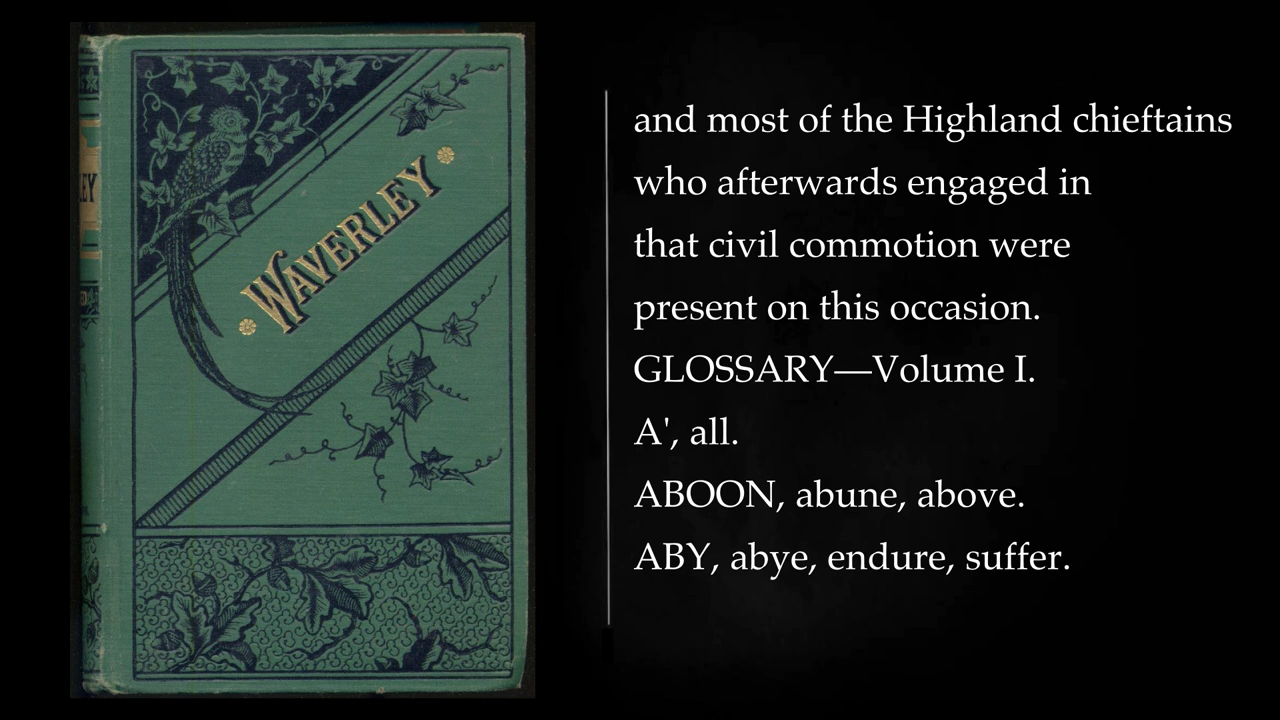 WAVERLEY
and most of the Highland chieftains
who afterwards engaged in
that civil commotion were
present on this occasion.
GLOSSARY—Volume I.
A', all.
ABOON, abune, above.
ABY, abye, endure, suffer.